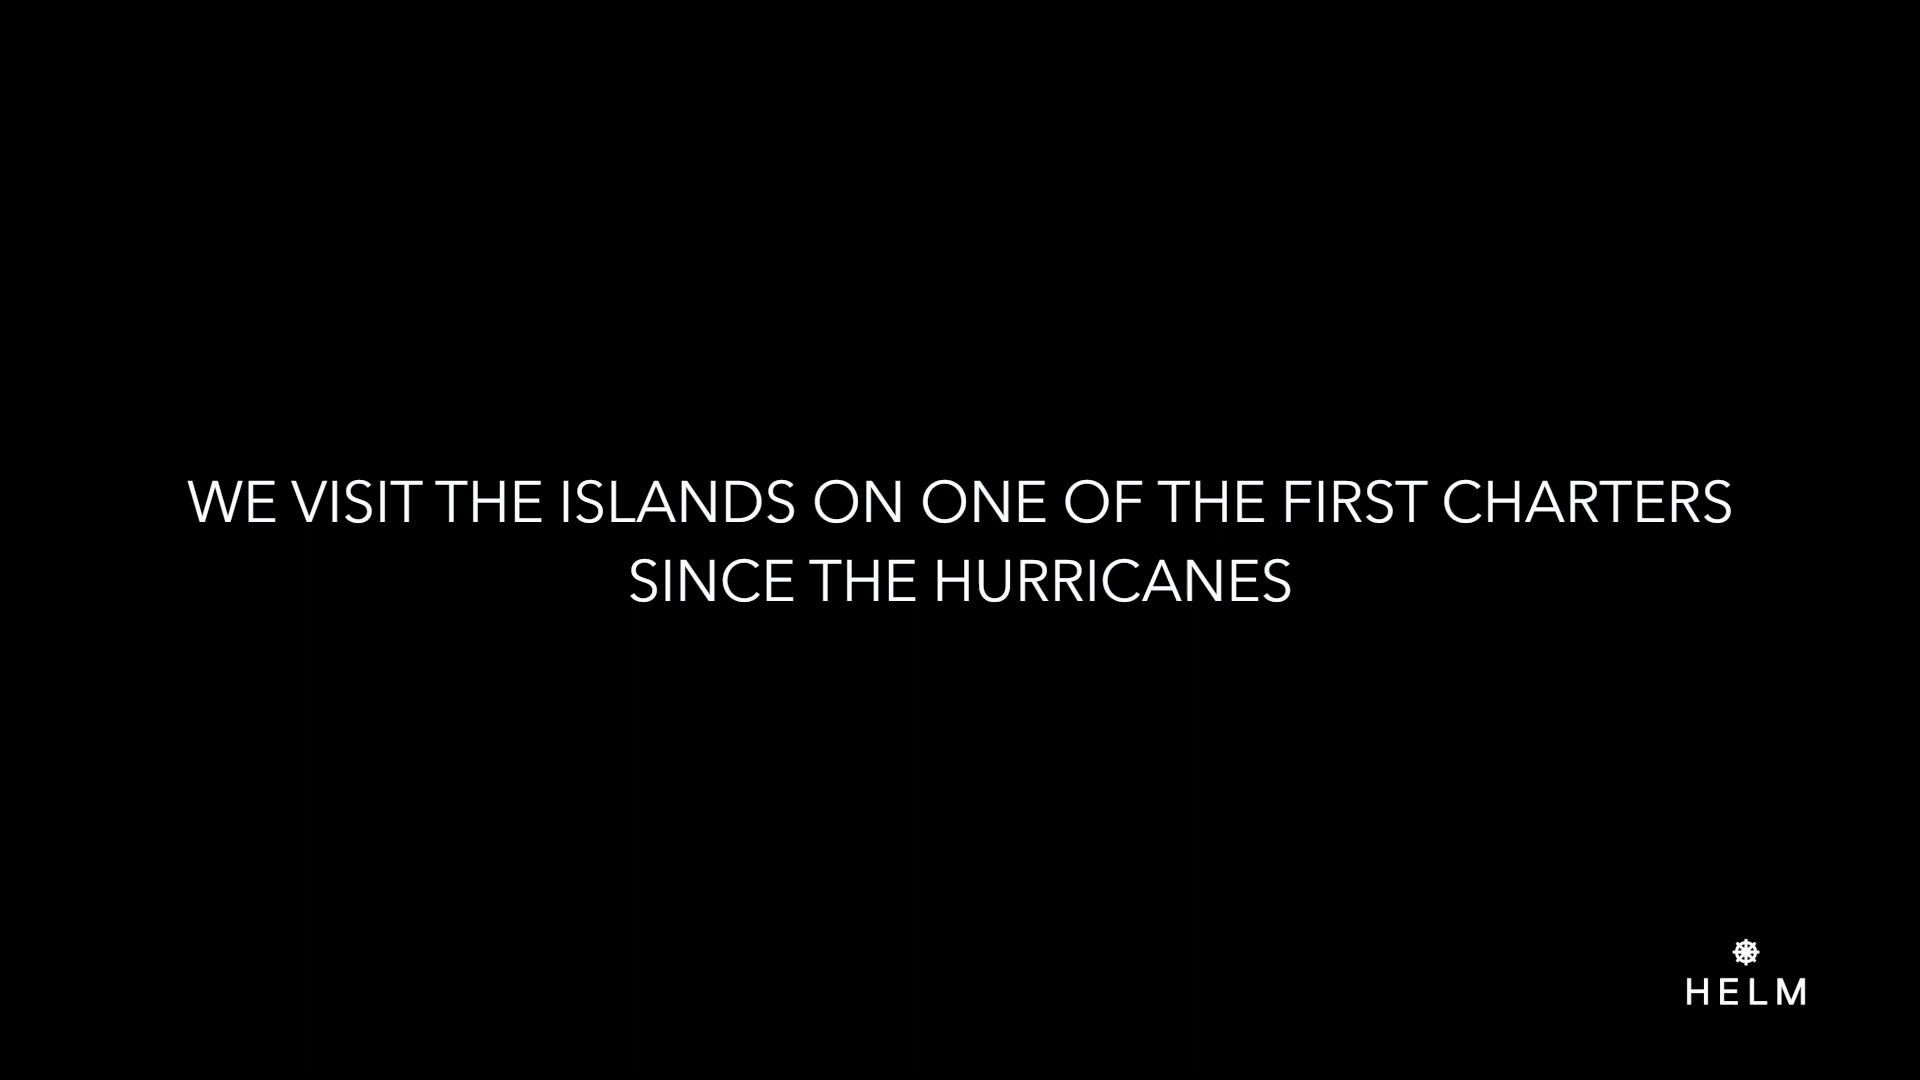 WE VISIT THE ISLANDS ON ONE OF THE FIRST CHARTERS
SINCE THE HURRICANES
HELM